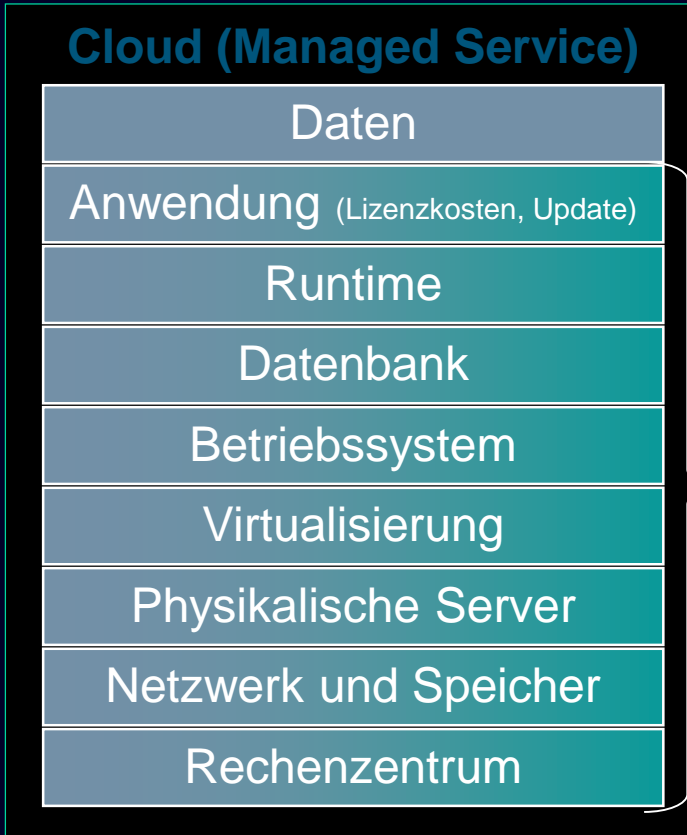 Cloud (Managed Service)
Daten
Anwendung (Lizenzkosten, Update)
Runtime
Datenbank
Betriebssystem
Virtualisierung
Physikalische Server
Netzwerk und Speicher
Rechenzentrum